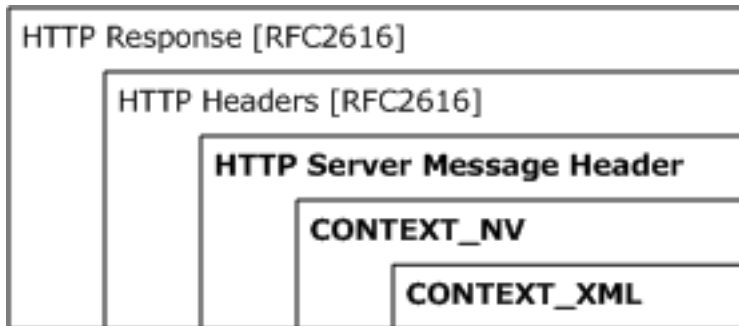 HTTP Response [RFC2616]
HTTP Headers [RFC2616]
HTTP Server Message Header
CONTEXT_NV
CONTEXT_XML